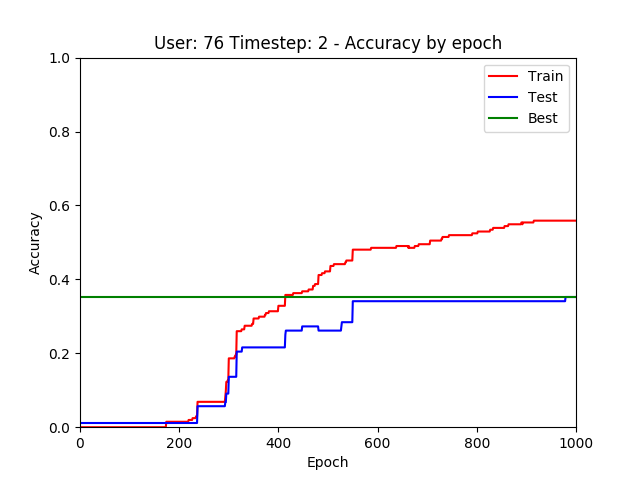 User: 76 Timestep: 2 - Accuracy by epoch
1.0
0.8
0.6
0.4
0.2
0.0
Accuracy
Train
Test
Best
0 200 400 600 800 1000
Epoch